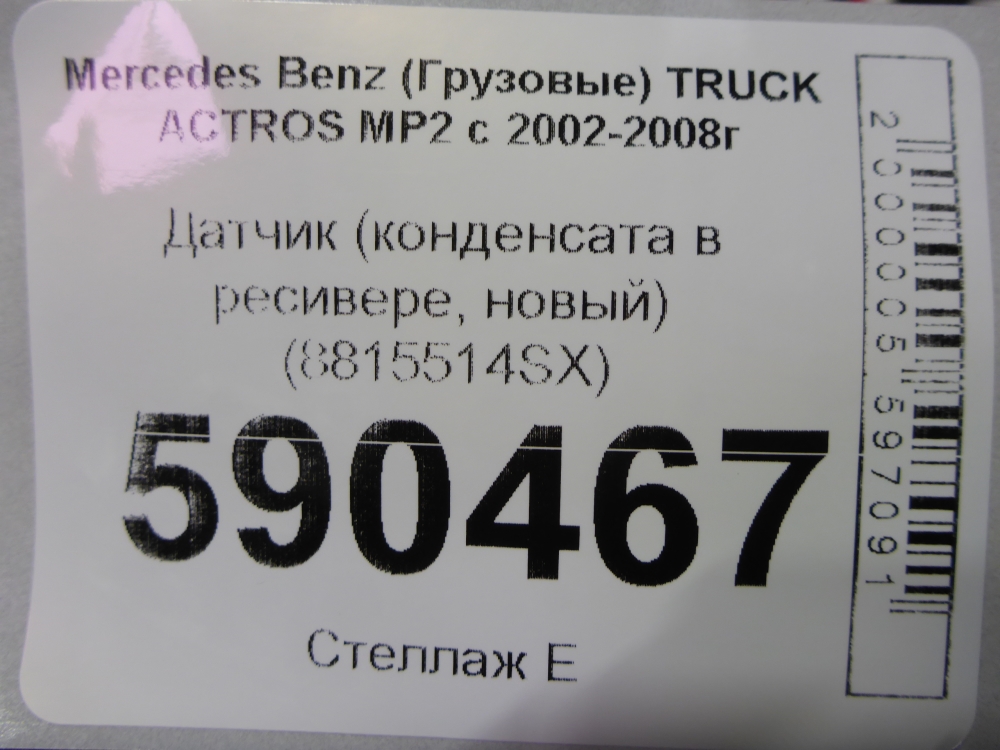 Mercedes Benz (Грузовые) TRUCK
ACTROS MP2 с 2002-2008г
Датчик (конденсата в
ресивере, новый)
(8815514SX)
590467
Стеллаж Е
2000005597091